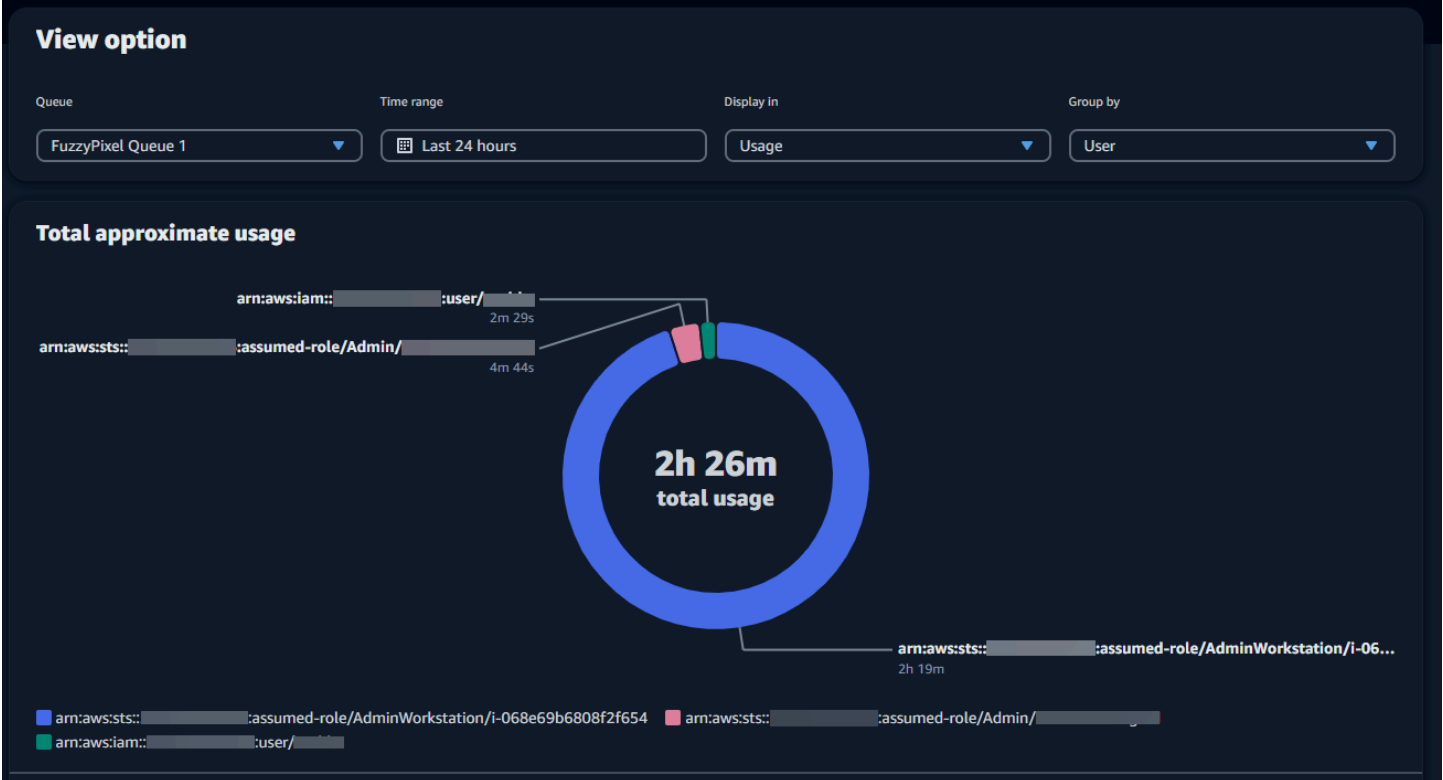 View option
Queue Time range Display in Group by
FuzzyPixel Queue 1 Last 24 hours Usage User
Total approximate usage
arn:aws:iam:: :user/
2m 29s
arn:aws:sts:: :assumed-role/Admin/
4m 44s
2h 26m
total usage
arn:aws:sts:: :assumed-role/AdminWorkstation/i-06...
2h 19m
arn:aws:sts:: :assumed-role/AdminWorkstation/i-068e69b6808f2f654 arn:aws:sts:: :assumed-role/Admin/
arn:aws:iam:: :user/